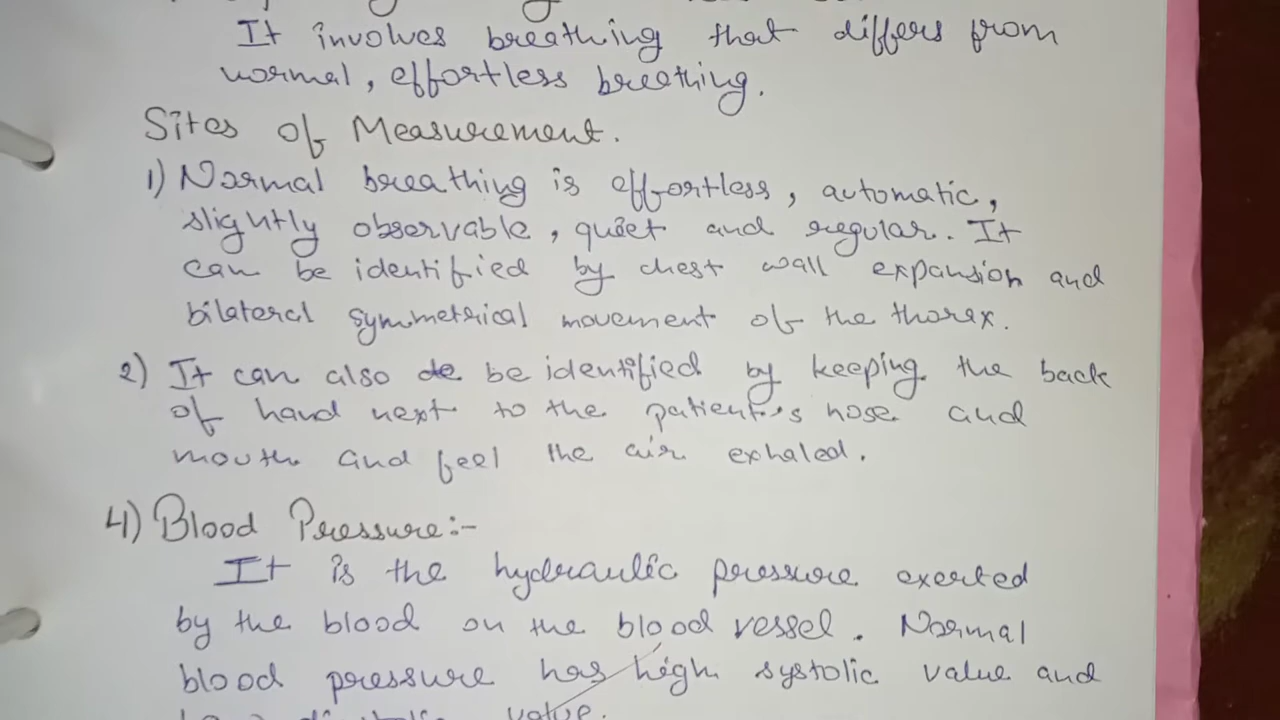 It involves breathing that differs from
normal, effortless breathing.
Sites of Measurement.
1) Normal breathing is effortless, automatic,
slightly observable, quiet and regular. It
can be identified by chest wall expansion and
bilateral symmetrical movement of the thorex.
2) It can also de be identified by keeping the back
of hand next to the patient's nose and
mouth and feel the air exhaled.
4) Blood Pressure:-
It is the hydraulic pressure exerted
by the blood on the blood vessel. Normal
blood pressure has high systolic value and
value.